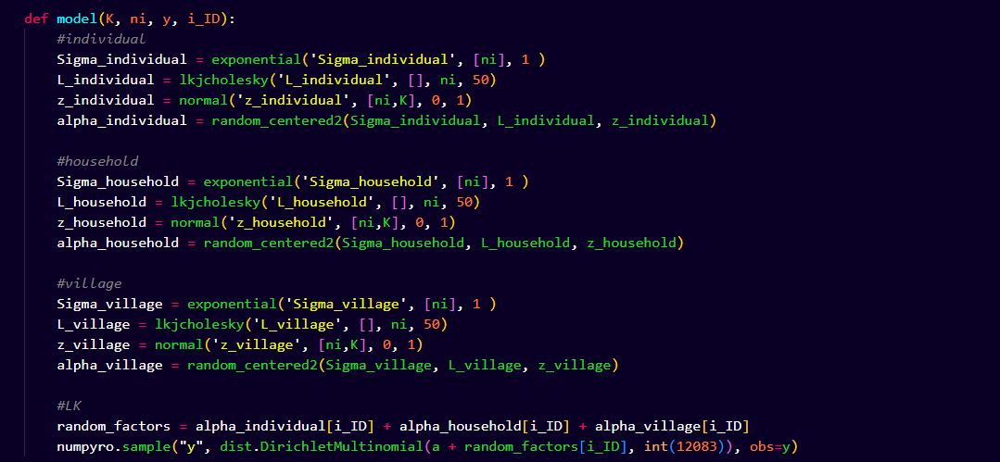 def model(K, ni, y, i_ID):
    #individual
    Sigma_individual = exponential('Sigma_individual', [ni], 1 )
    L_individual = lkjcholesky('L_individual', [], ni, 50)
    z_individual = normal('z_individual', [ni,K], 0, 1)
    alpha_individual = random_centered2(Sigma_individual, L_individual, z_individual)

    #household
    Sigma_household = exponential('Sigma_household', [ni], 1 )
    L_household = lkjcholesky('L_household', [], ni, 50)
    z_household = normal('z_household', [ni,K], 0, 1)
    alpha_household = random_centered2(Sigma_household, L_household, z_household)

    #village
    Sigma_village = exponential('Sigma_village', [ni], 1 )
    L_village = lkjcholesky('L_village', [], ni, 50)
    z_village = normal('z_village', [ni,K], 0, 1)
    alpha_village = random_centered2(Sigma_village, L_village, z_village)

    #LK
    random_factors = alpha_individual[i_ID] + alpha_household[i_ID] + alpha_village[i_ID]
    numpyro.sample("y", dist.DirichletMultinomial(a + random_factors[i_ID], int(12083)), obs=y)